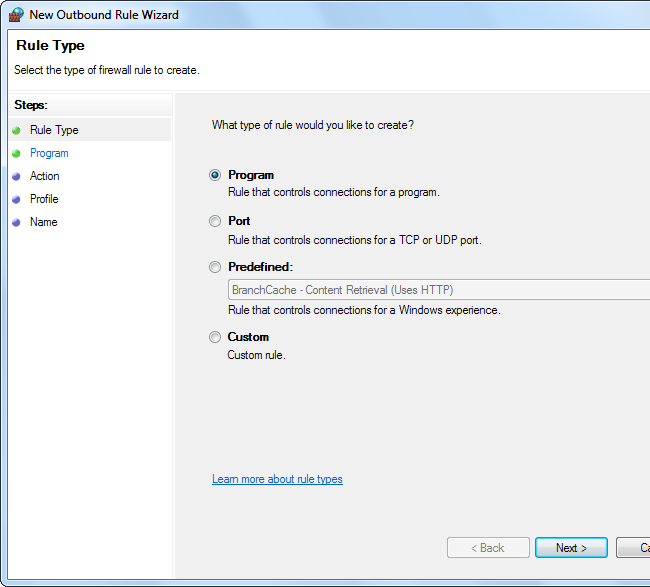 New Outbound Rule Wizard
Rule Type
Select the type of firewall rule to create.
Steps:
Rule Type
Program
Action
Profile
Name
What type of rule would you like to create?
Program
Rule that controls connections for a program.
Port
Rule that controls connections for a TCP or UDP port.
Predefined:
BranchCache - Content Retrieval (Uses HTTP)
Rule that controls connections for a Windows experience.
Custom
Custom rule.
Learn more about rule types
< Back
Next >